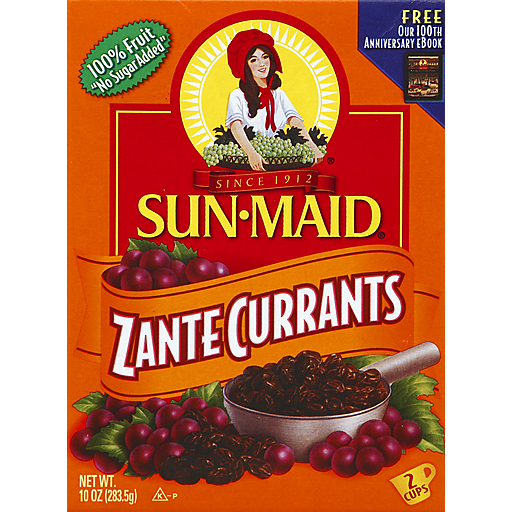 FREE
OUR 100TH
ANNIVERSARY EBOOK
100% Fruit
"No Sugar Added"
SINCE 1912
SUN•MAID®
ZANTE CURRANTS
NET WT.
10 OZ (283.5g)
K-P
2
CUPS